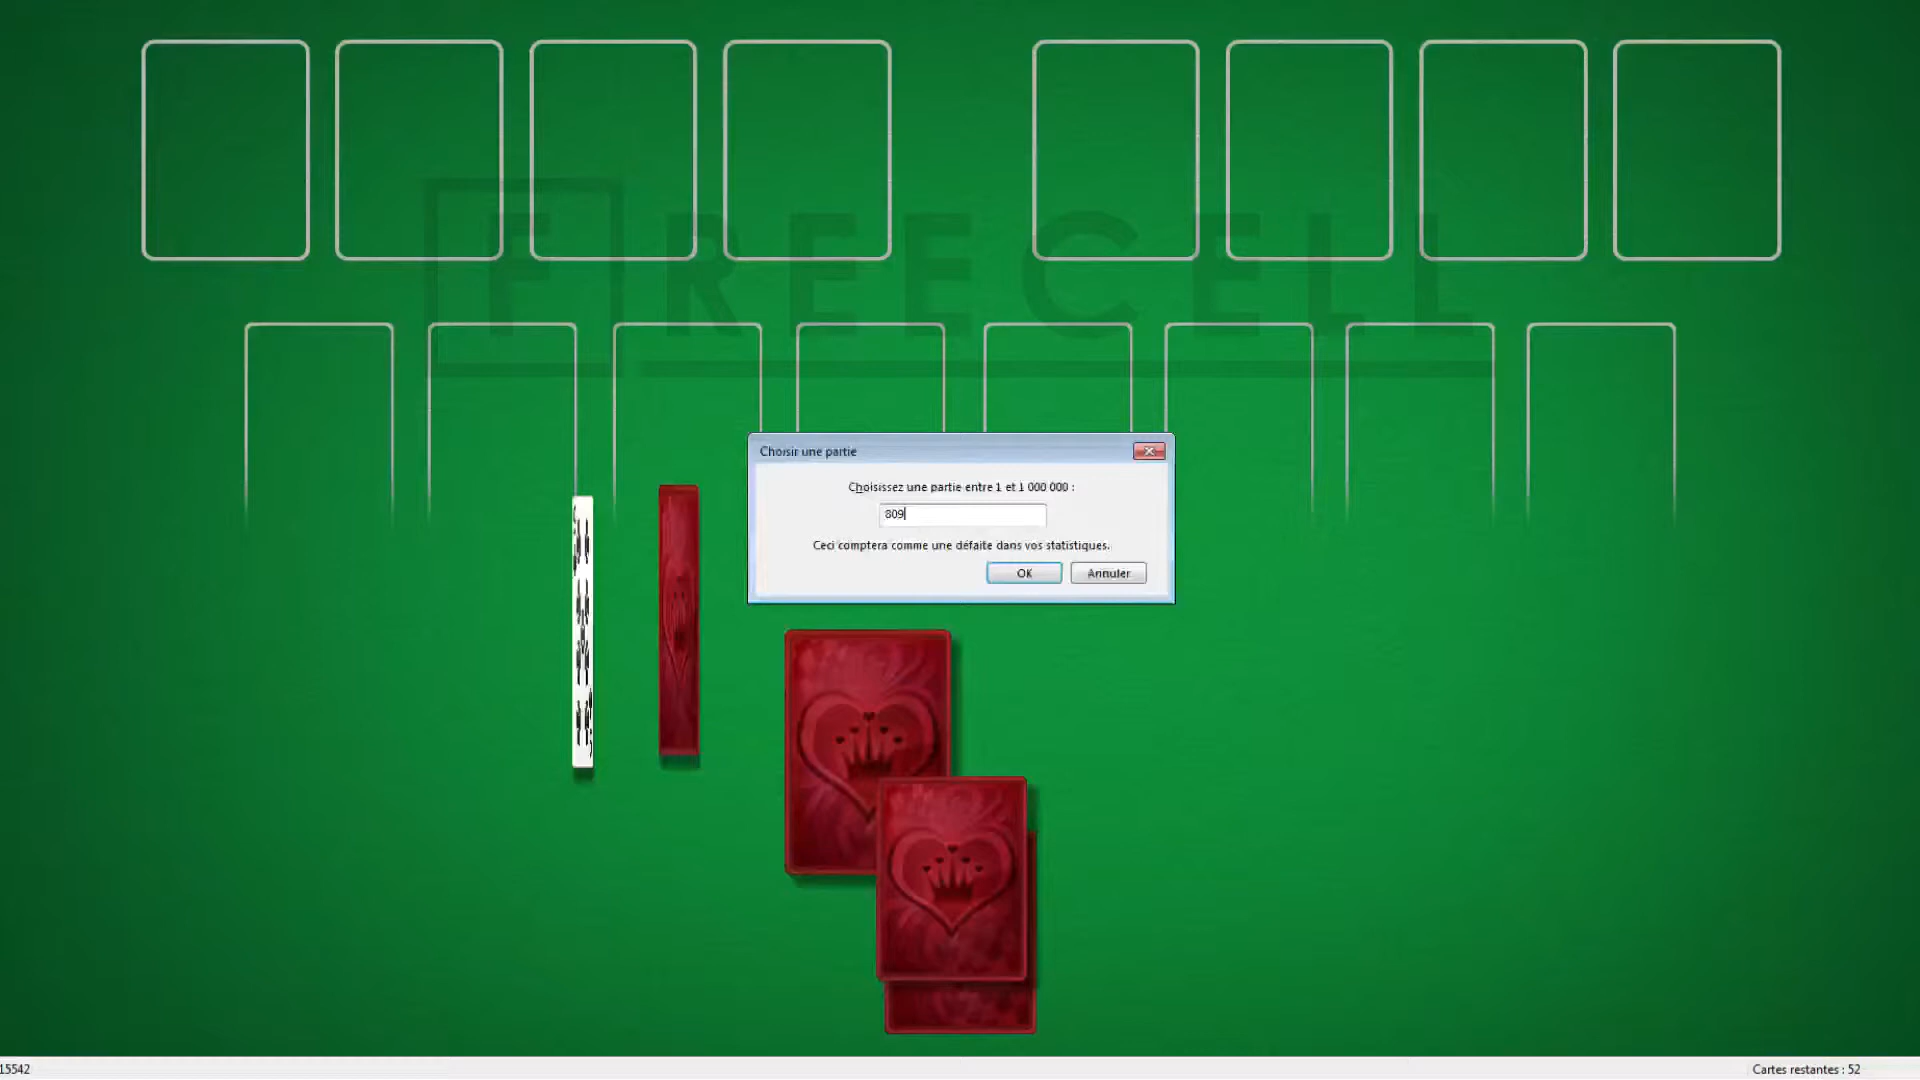 FREECELL
Choisir une partie
Choisissez une partie entre 1 et 1 000 000 :
809
Ceci comptera comme une défaite dans vos statistiques.
OK
Annuler
15542
Cartes restantes : 52